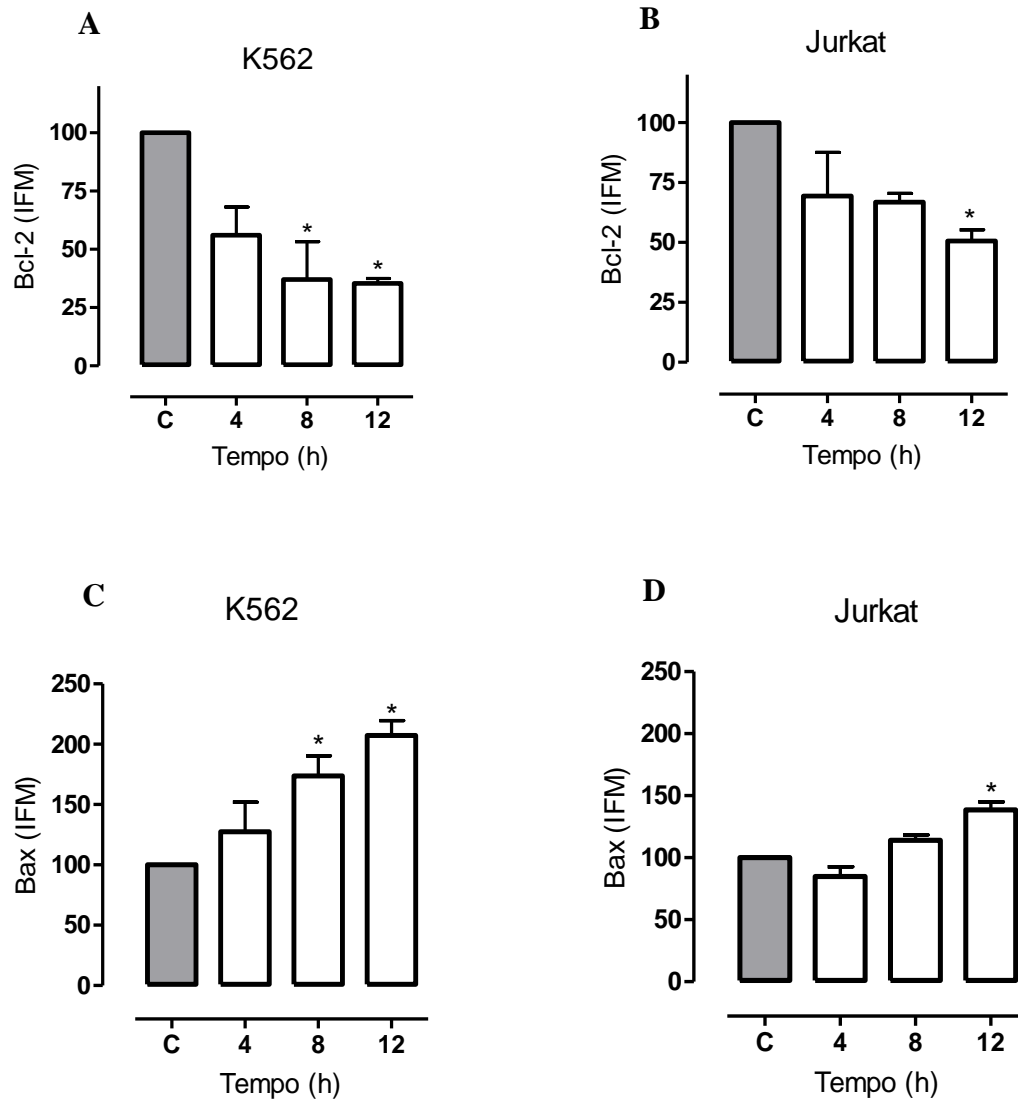 A
K562
Bcl-2 (IFM)
100
75
50
25
0
*
*
C 4 8 12
Tempo (h)
B
Jurkat
Bcl-2 (IFM)
100
75
50
25
0
*
C 4 8 12
Tempo (h)
C
K562
Bax (IFM)
250
200
150
100
50
0
*
*
C 4 8 12
Tempo (h)
D
Jurkat
Bax (IFM)
250
200
150
100
50
0
*
C 4 8 12
Tempo (h)